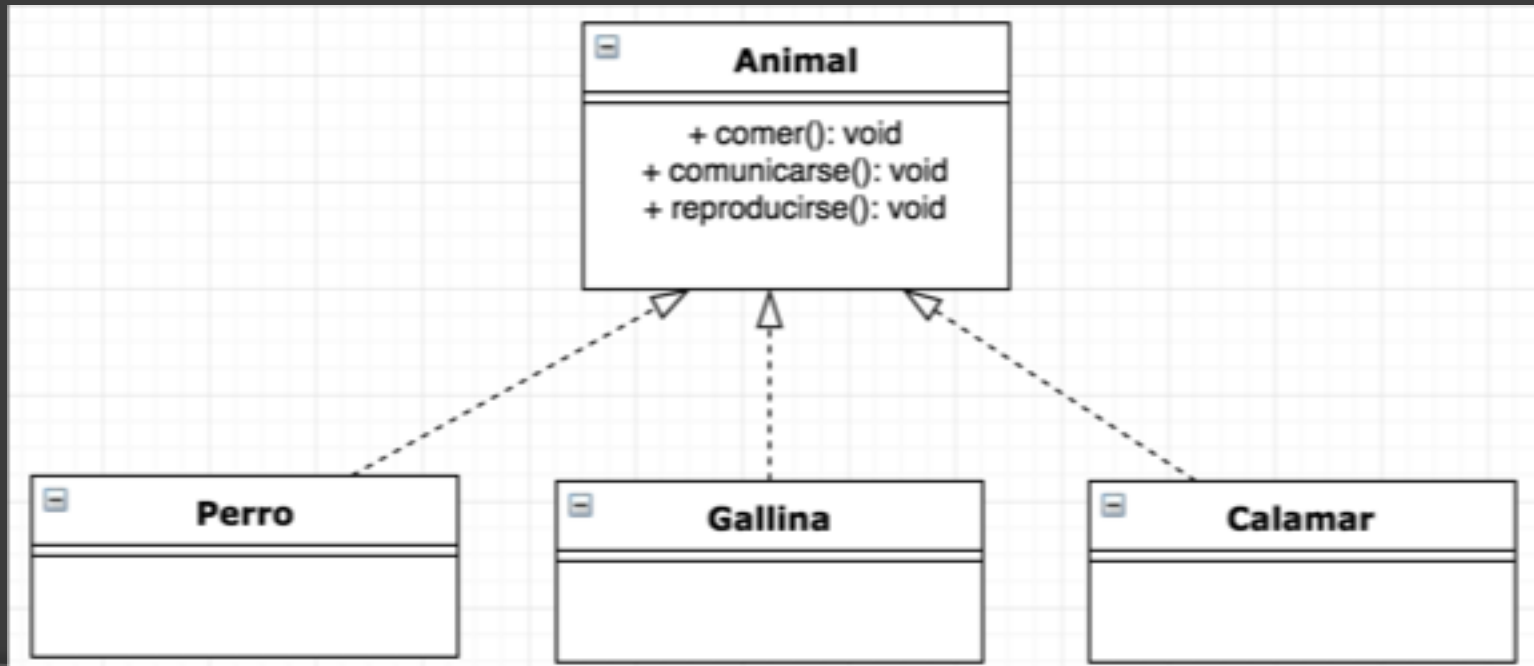 Animal
+ comer(): void
+ comunicarse(): void
+ reproducirse(): void
Perro
Gallina
Calamar